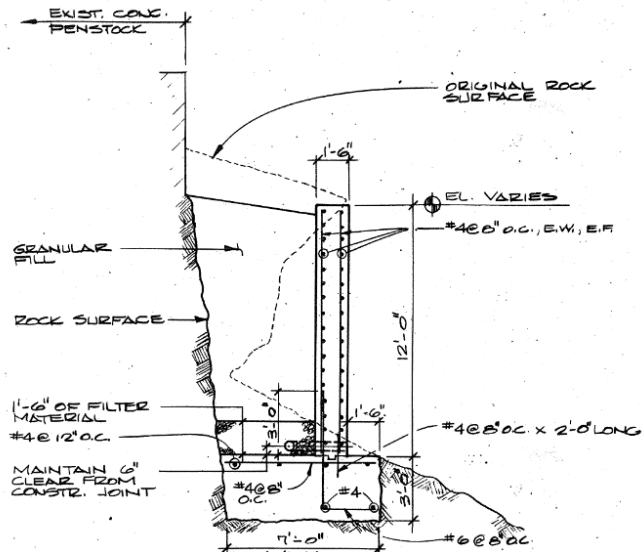 EXIST. CONC.
PENSTOCK
ORIGINAL ROCK
SURFACE
1'-6"
EL. VARIES
#4@8" O.C., E.W., E.F.
GRANULAR
FILL
ROCK SURFACE
12'-0"
1'-6" OF FILTER
MATERIAL
3'-0"
1'-6"
#4@8" O.C. x 2'-0" LONG
#4@12" O.C.
MAINTAIN 6"
CLEAR FROM
CONSTR. JOINT
#4@8"
O.C.
#4
3'-0"
#6@8" O.C.
7'-0"